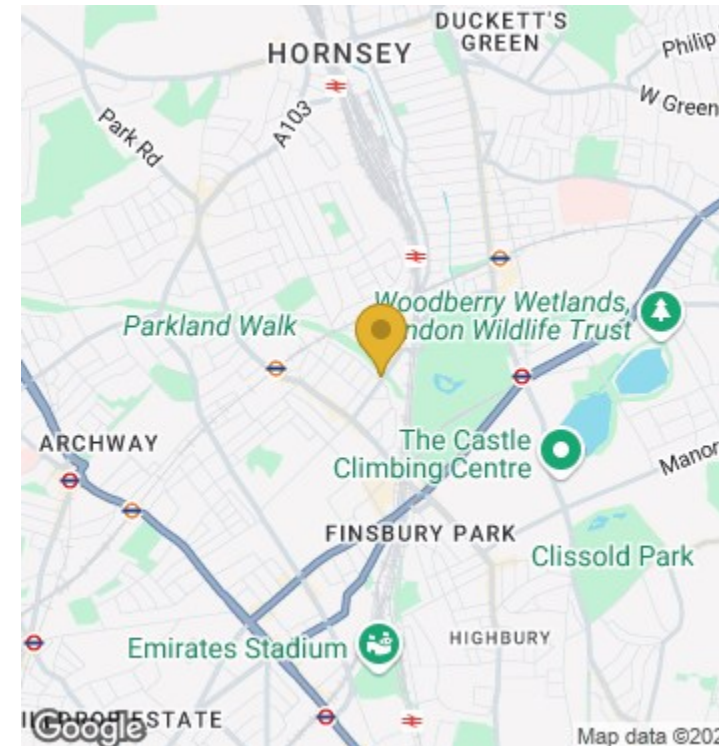 DUCKETT'S
GREEN
HORNSEY
Philip
W Green
A103
Park Rd
Woodberry Wetlands,
ndon Wildlife Trust
Parkland Walk
ARCHWAY
The Castle
Climbing Centre
Manor
FINSBURY PARK
Clissold Park
Emirates Stadium
HIGHBURY
ESTATE
Google
Map data ©202